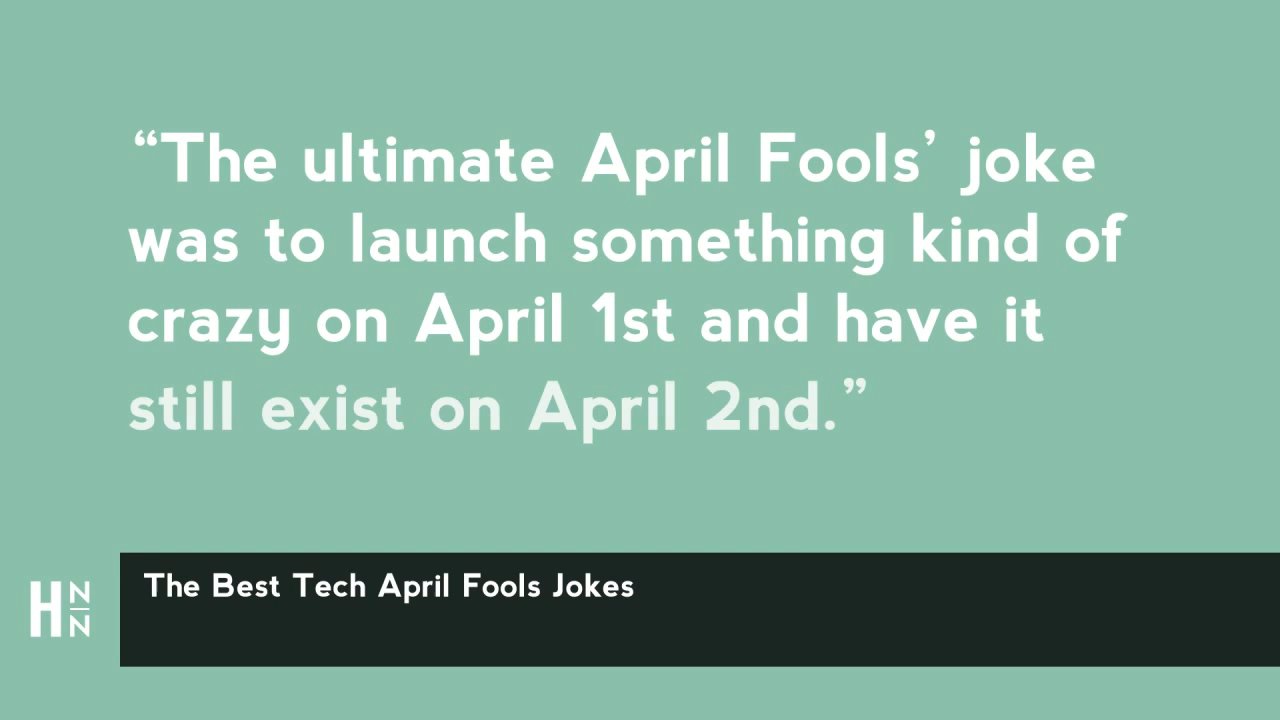 “The ultimate April Fools’ joke
was to launch something kind of
crazy on April 1st and have it
still exist on April 2nd.”
The Best Tech April Fools Jokes
HNN